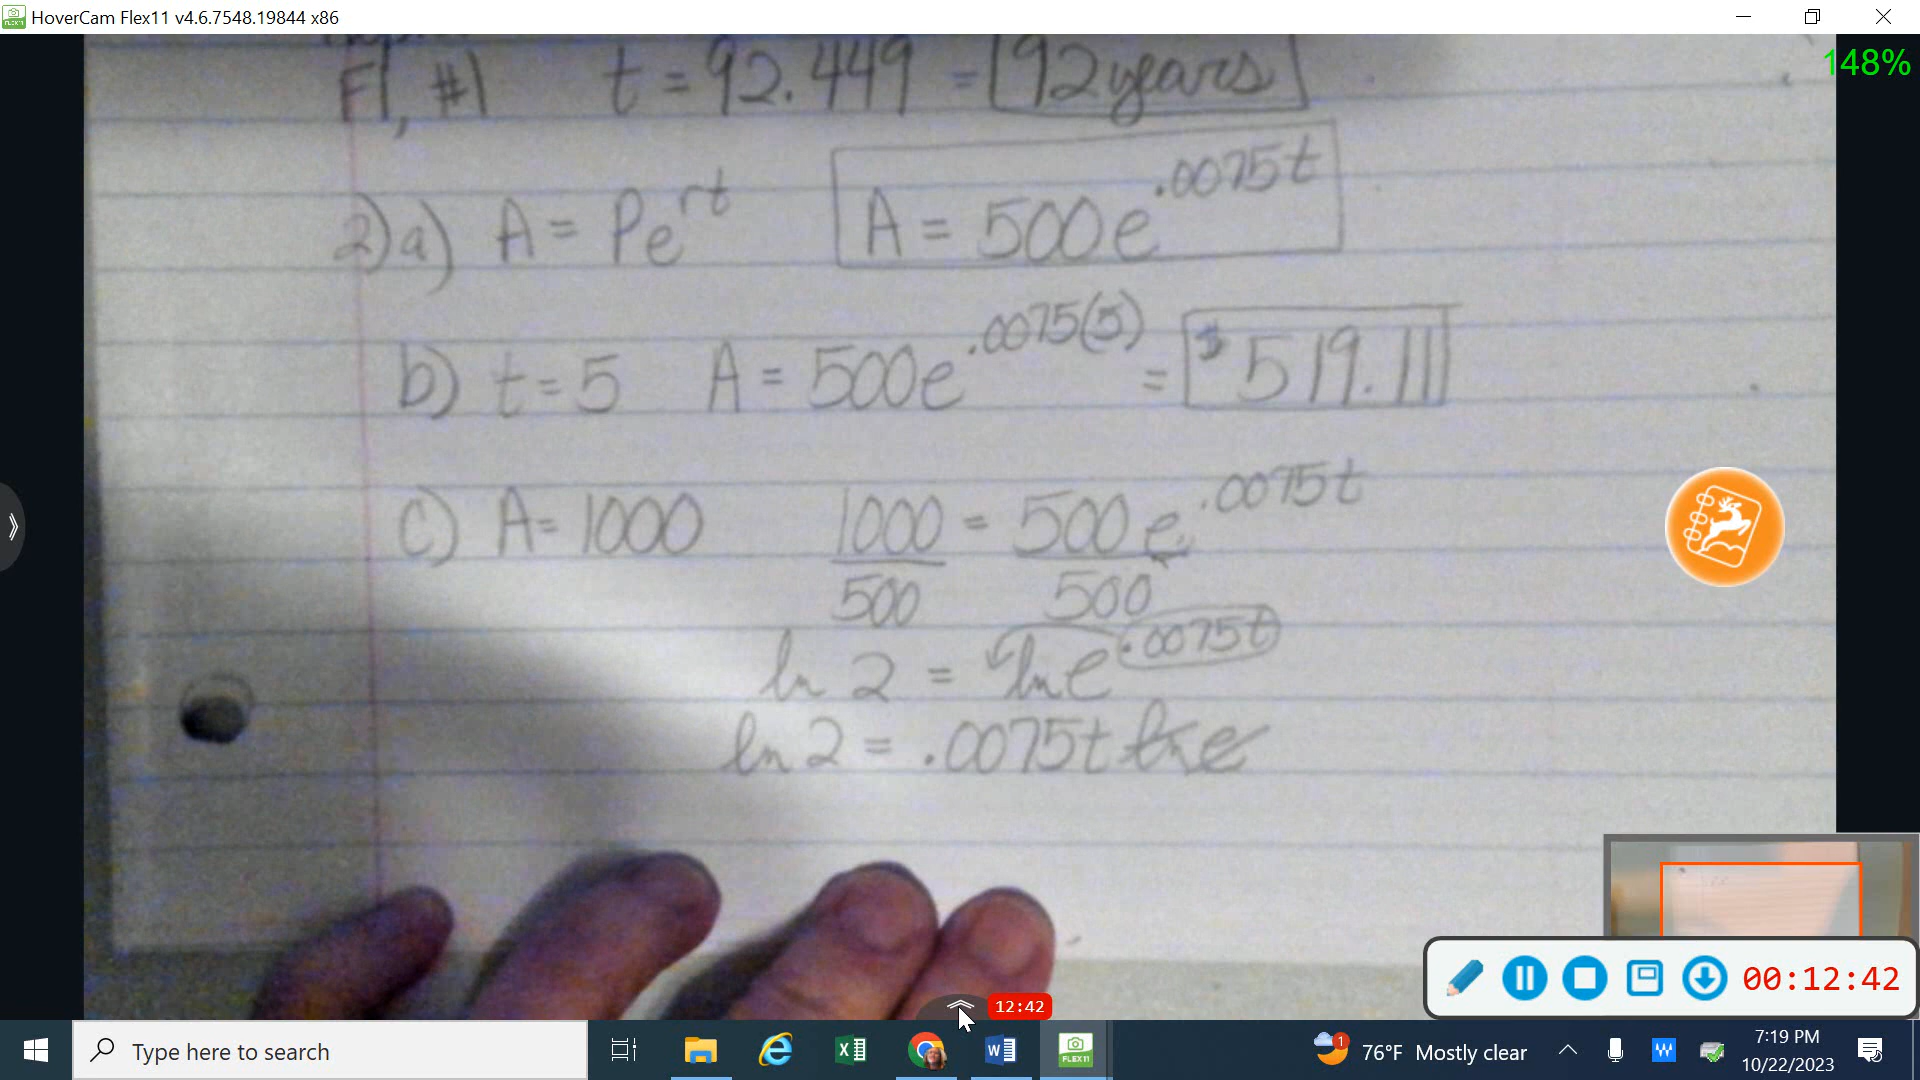 HoverCam Flex11 v4.6.7548.19844 x86
148%
F1, #1 t = 92.449 = 92 years
2) a) A = Pe^rt A = 500e^.0075t
b) t = 5 A = 500e^.0075(5) = $519.11
c) A = 1000 1000 = 500e^.0075t
500 500
ln 2 = ln e^.0075t
ln 2 = .0075t ln e
00:12:42
12:42
Type here to search
FLEX11
1
76°F Mostly clear
7:19 PM
10/22/2023